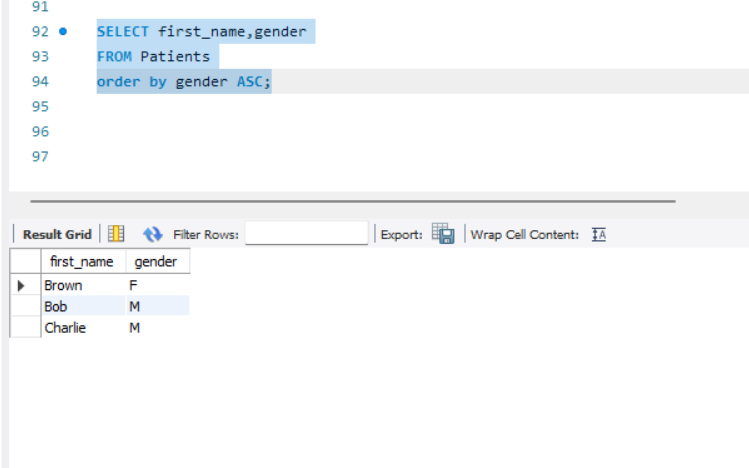 91
92 SELECT first_name,gender
93 FROM Patients
94 order by gender ASC;
95
96
97
Result Grid Filter Rows: Export: Wrap Cell Content: IA
first_name gender
Brown F
Bob M
Charlie M